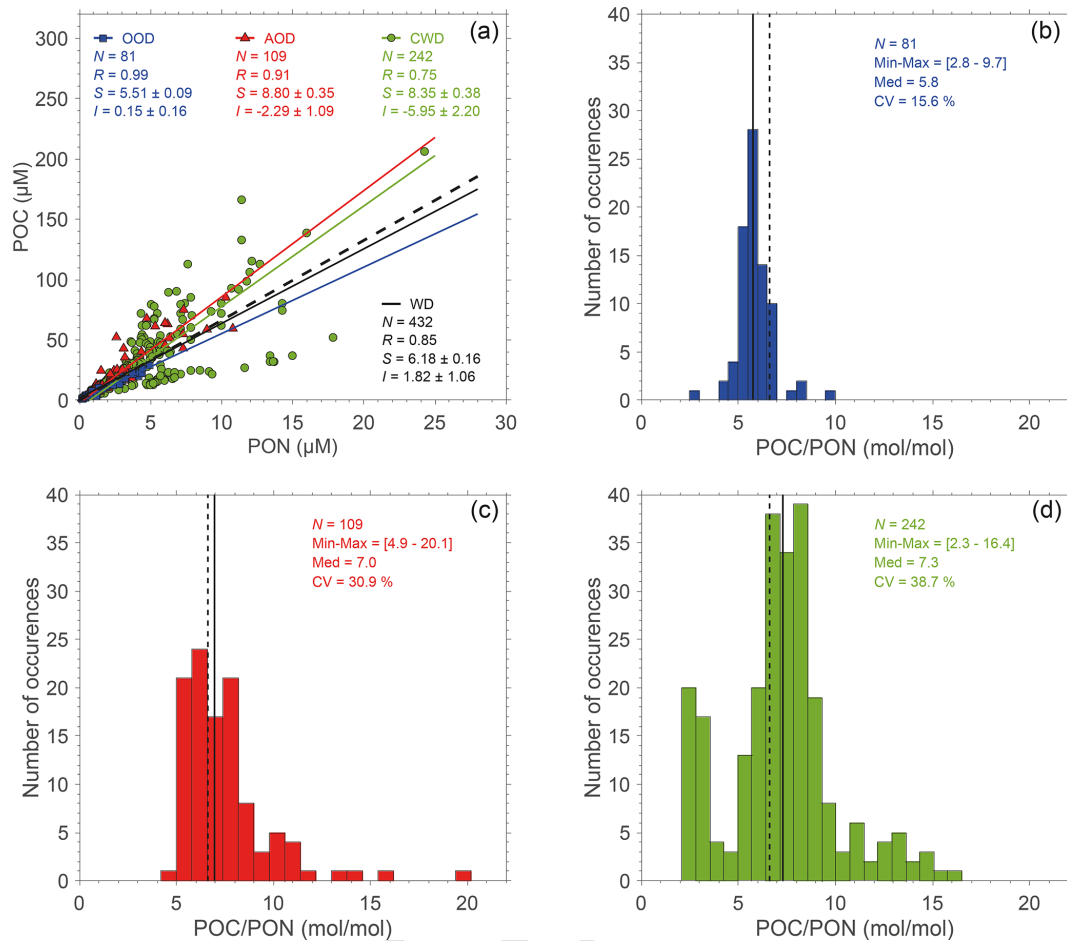 (a)
OOD AOD CWD
N = 81 N = 109 N = 242
R = 0.99 R = 0.91 R = 0.75
S = 5.51 ± 0.09 S = 8.80 ± 0.35 S = 8.35 ± 0.38
I = 0.15 ± 0.16 I = -2.29 ± 1.09 I = -5.95 ± 2.20
WD
N = 432
R = 0.85
S = 6.18 ± 0.16
I = 1.82 ± 1.06
POC (µM)
300
250
200
150
100
50
0
0 5 10 15 20 25 30
PON (µM)
(b)
N = 81
Min-Max = [2.8 - 9.7]
Med = 5.8
CV = 15.6 %
Number of occurences
40
30
20
10
0
0 5 10 15 20
POC/PON (mol/mol)
(c)
N = 109
Min-Max = [4.9 - 20.1]
Med = 7.0
CV = 30.9 %
Number of occurences
40
35
30
25
20
15
10
5
0
0 5 10 15 20
POC/PON (mol/mol)
(d)
N = 242
Min-Max = [2.3 - 16.4]
Med = 7.3
CV = 38.7 %
Number of occurences
40
35
30
25
20
15
10
5
0
0 5 10 15 20
POC/PON (mol/mol)